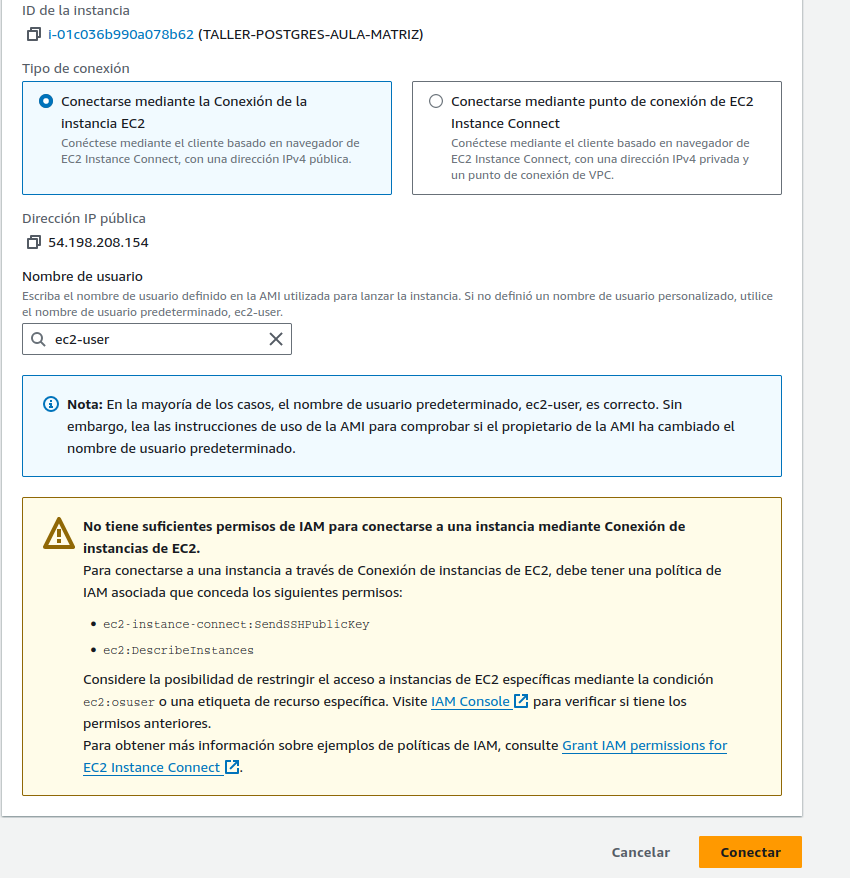 ID de la instancia
i-01c036b990a078b62 (TALLER-POSTGRES-AULA-MATRIZ)
Tipo de conexión
Conectarse mediante la Conexión de la
instancia EC2
Conéctese mediante el cliente basado en navegador de
EC2 Instance Connect, con una dirección IPv4 pública.
Conectarse mediante punto de conexión de EC2
Instance Connect
Conéctese mediante el cliente basado en navegador de
EC2 Instance Connect, con una dirección IPv4 privada y
un punto de conexión de VPC.
Dirección IP pública
54.198.208.154
Nombre de usuario
Escriba el nombre de usuario definido en la AMI utilizada para lanzar la instancia. Si no definió un nombre de usuario personalizado, utilice
el nombre de usuario predeterminado, ec2-user.
ec2-user
Nota: En la mayoría de los casos, el nombre de usuario predeterminado, ec2-user, es correcto. Sin
embargo, lea las instrucciones de uso de la AMI para comprobar si el propietario de la AMI ha cambiado el
nombre de usuario predeterminado.
No tiene suficientes permisos de IAM para conectarse a una instancia mediante Conexión de
instancias de EC2.
Para conectarse a una instancia a través de Conexión de instancias de EC2, debe tener una política de
IAM asociada que conceda los siguientes permisos:
• ec2-instance-connect:SendSSHPublicKey
• ec2:DescribeInstances
Considere la posibilidad de restringir el acceso a instancias de EC2 específicas mediante la condición
ec2:osuser o una etiqueta de recurso específica. Visite IAM Console para verificar si tiene los
permisos anteriores.
Para obtener más información sobre ejemplos de políticas de IAM, consulte Grant IAM permissions for
EC2 Instance Connect.
Cancelar
Conectar